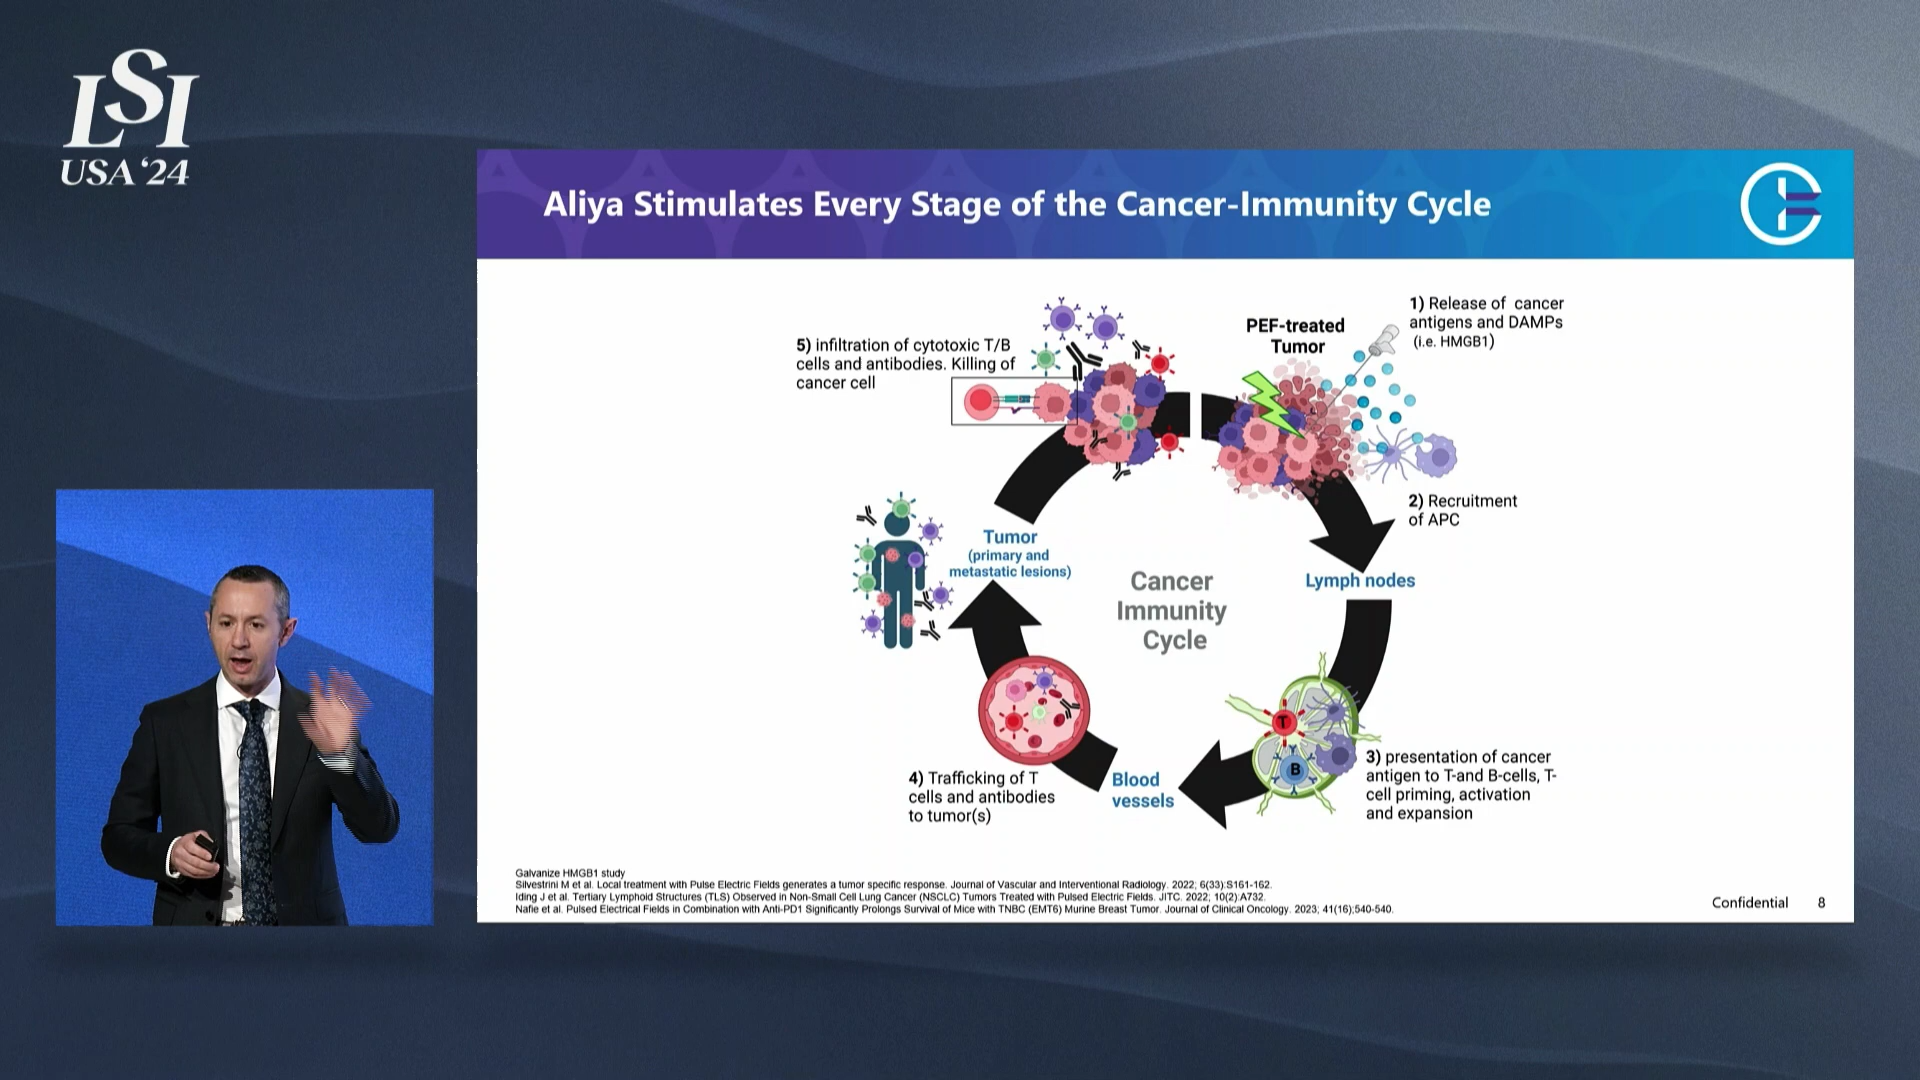 LSI
USA ‘24
Aliya Stimulates Every Stage of the Cancer-Immunity Cycle
1) Release of cancer
antigens and DAMPs
(i.e. HMGB1)
PEF-treated
Tumor
5) infiltration of cytotoxic T/B
cells and antibodies. Killing of
cancer cell
2) Recruitment
of APC
Tumor
(primary and
metastatic lesions)
Cancer
Immunity
Cycle
Lymph nodes
T
B
3) presentation of cancer
antigen to T-and B-cells, T-
cell priming, activation
and expansion
4) Trafficking of T
cells and antibodies
to tumor(s)
Blood
vessels
Galvanize HMGB1 study
Silvestrini M et al. Local treatment with Pulse Electric Fields generates a tumor specific response. Journal of Vascular and Interventional Radiology. 2022; 6(33):S161-162.
Iding J et al. Tertiary Lymphoid Structures (TLS) Observed in Non-Small Cell Lung Cancer (NSCLC) Tumors Treated with Pulsed Electric Fields. JITC. 2022; 10(2):A732.
Nafie et al. Pulsed Electrical Fields in Combination with Anti-PD1 Significantly Prolongs Survival of Mice with TNBC (EMT6) Murine Breast Tumor. Journal of Clinical Oncology. 2023; 41(16);540-540.
Confidential 8